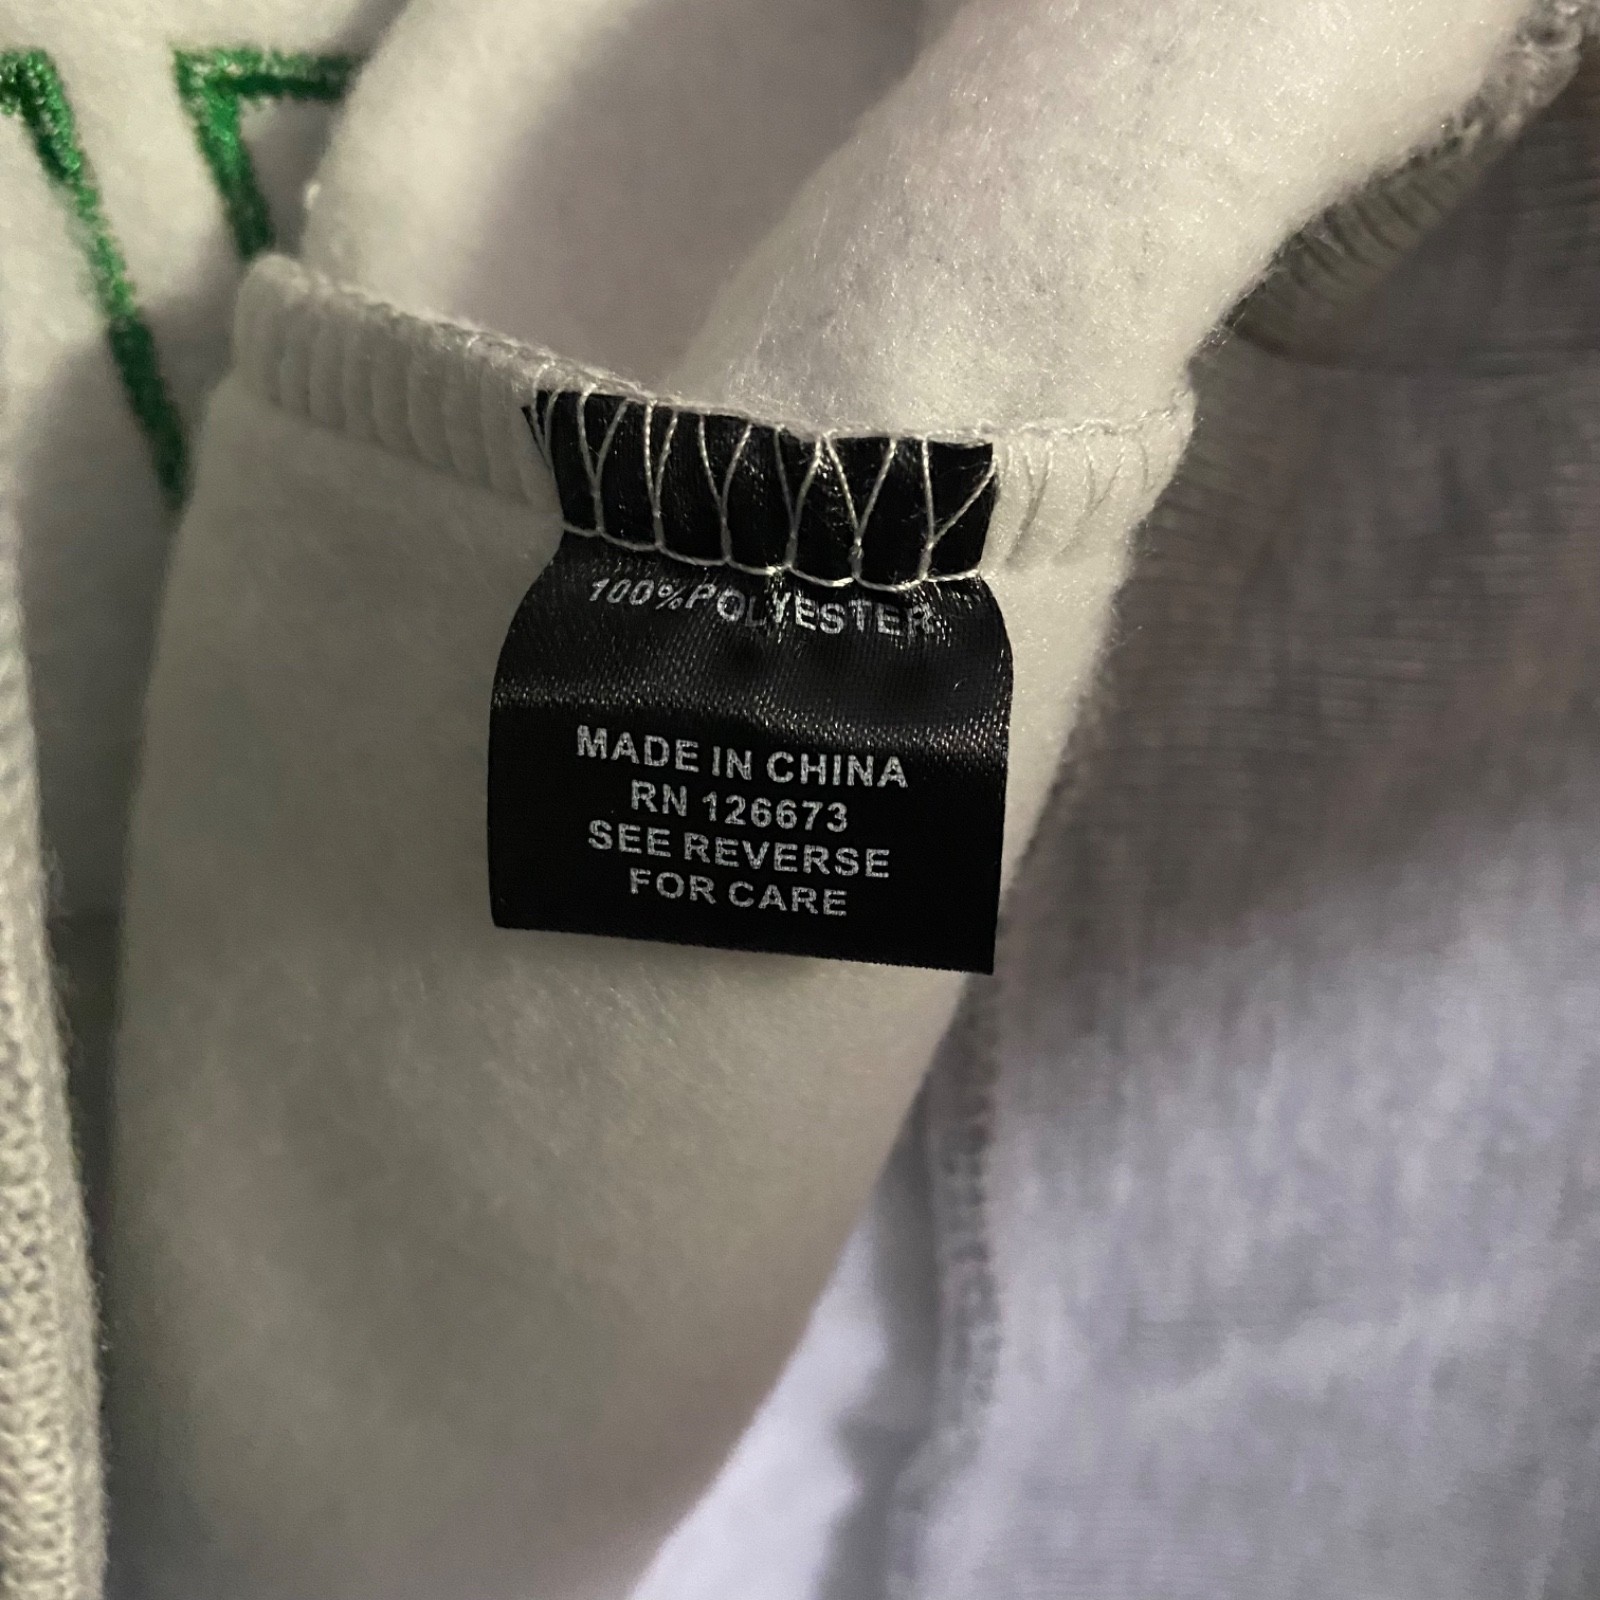 100%POLYESTER
MADE IN CHINA
RN 126673
SEE REVERSE
FOR CARE